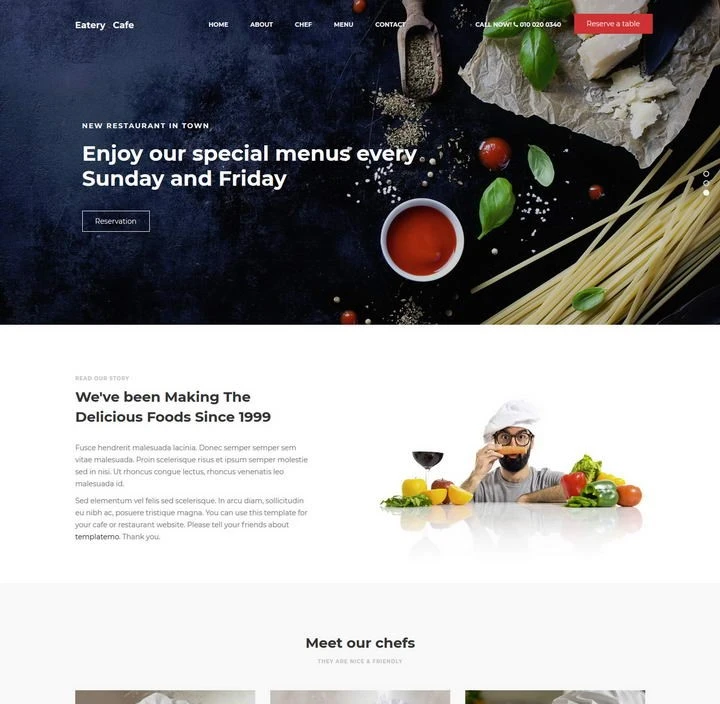 Eatery . Cafe
HOME ABOUT CHEF MENU CONTACT
CALL NOW! 010 020 0340
Reserve a table
NEW RESTAURANT IN TOWN
Enjoy our special menus every
Sunday and Friday
Reservation
READ OUR STORY
We've been Making The
Delicious Foods Since 1999
Fusce hendrerit malesuada lacinia. Donec semper semper sem
vitae malesuada. Proin scelerisque risus et ipsum semper molestie
sed in nisi. Ut rhoncus congue lectus, rhoncus venenatis leo
malesuada id.
Sed elementum vel felis sed scelerisque. In arcu diam, sollicitudin
eu nibh ac, posuere tristique magna. You can use this template for
your cafe or restaurant website. Please tell your friends about
templatemo. Thank you.
Meet our chefs
THEY ARE NICE & FRIENDLY